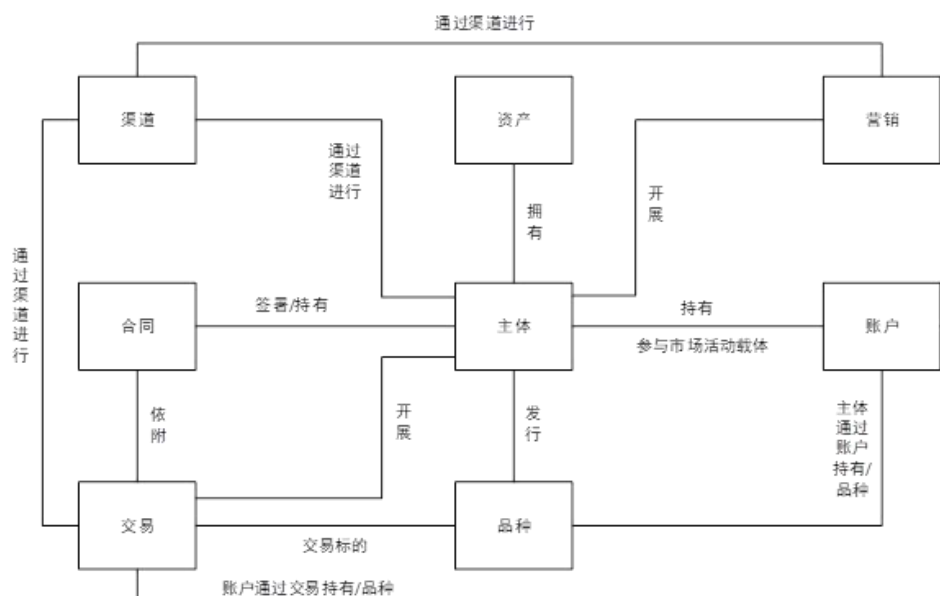 通过渠道进行
渠道
资产
营销
通过
渠道
进行
拥
有
开
展
通
过
渠
道
进
行
合同
签署/持有
主体
持有
参与市场活动载体
账户
依
附
开
展
发
行
主体
通过
账户
持有/
品种
交易
交易标的
品种
账户通过交易持有/品种